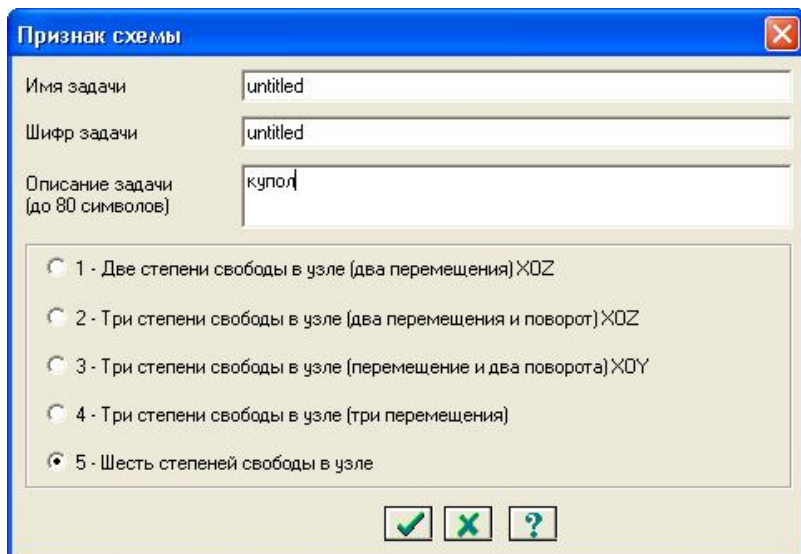 Признак схемы
Имя задачи
untitled
Шифр задачи
untitled
Описание задачи
(до 80 символов)
купол
1 - Две степени свободы в узле (два перемещения) XOZ
2 - Три степени свободы в узле (два перемещения и поворот) XOZ
3 - Три степени свободы в узле (перемещение и два поворота) XOY
4 - Три степени свободы в узле (три перемещения)
5 - Шесть степеней свободы в узле
?